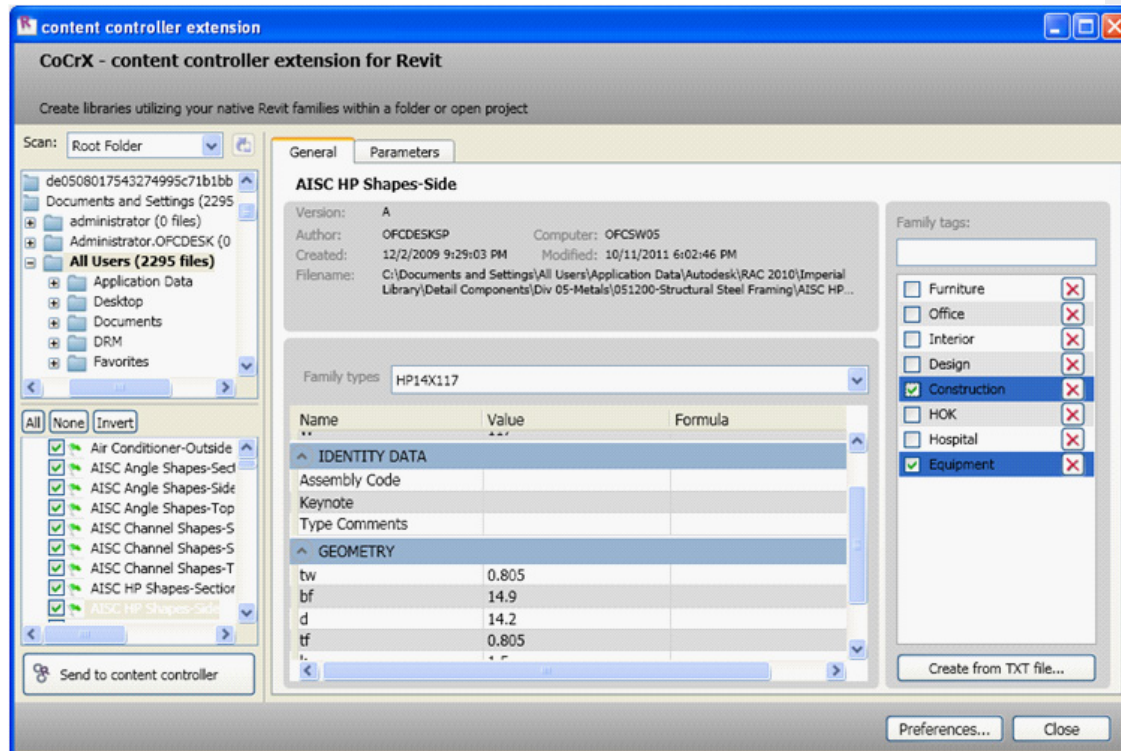 content controller extension
CoCrX - content controller extension for Revit
Create libraries utilizing your native Revit families within a folder or open project
Scan: Root Folder
de0508017543274995c71b1bb
Documents and Settings (2295
administrator (0 files)
Administrator.OFCDESK (0
All Users (2295 files)
Application Data
Desktop
Documents
DRM
Favorites
All None Invert
Air Conditioner-Outside
AISC Angle Shapes-Sect
AISC Angle Shapes-Side
AISC Angle Shapes-Top
AISC Channel Shapes-S
AISC Channel Shapes-S
AISC Channel Shapes-T
AISC HP Shapes-Section
AISC HP Shapes-Side
Send to content controller
General Parameters
AISC HP Shapes-Side
Version: A
Author: OFCDESKSP Computer: OFCSW05
Created: 12/2/2009 9:29:03 PM Modified: 10/11/2011 6:02:46 PM
Filename: C:\Documents and Settings\All Users\Application Data\Autodesk\RAC 2010\Imperial
Library\Detail Components\Div 05-Metals\051200-Structural Steel Framing\AISC HP...
Family types HP14X117
Name Value Formula
IDENTITY DATA
Assembly Code
Keynote
Type Comments
GEOMETRY
tw 0.805
bf 14.9
d 14.2
tf 0.805
Family tags:
Furniture
Office
Interior
Design
Construction
HOK
Hospital
Equipment
Create from TXT file...
Preferences... Close